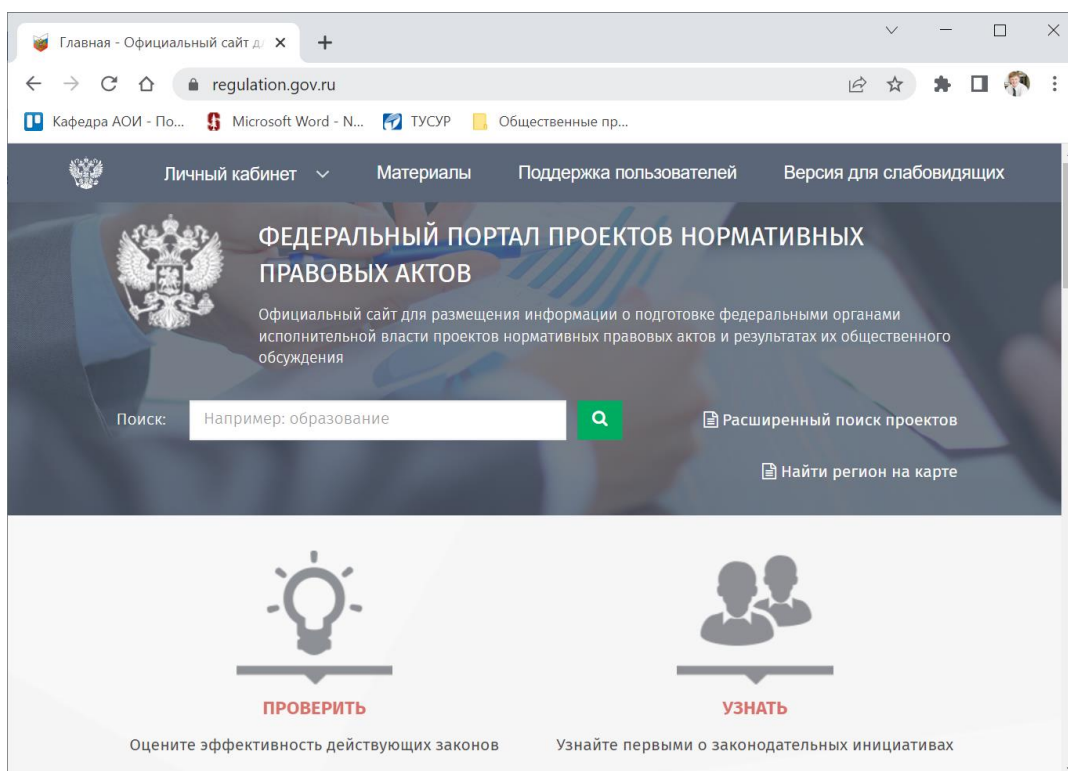 Главная - Официальный сайт д
regulation.gov.ru
Кафедра АОИ - По... Microsoft Word - N... ТУСУР Общественные пр...
Личный кабинет Материалы Поддержка пользователей Версия для слабовидящих
ФЕДЕРАЛЬНЫЙ ПОРТАЛ ПРОЕКТОВ НОРМАТИВНЫХ
ПРАВОВЫХ АКТОВ
Официальный сайт для размещения информации о подготовке федеральными органами
исполнительной власти проектов нормативных правовых актов и результатах их общественного
обсуждения
Поиск: Например: образование Расширенный поиск проектов
Найти регион на карте
ПРОВЕРИТЬ УЗНАТЬ
Оцените эффективность действующих законов Узнайте первыми о законодательных инициативах